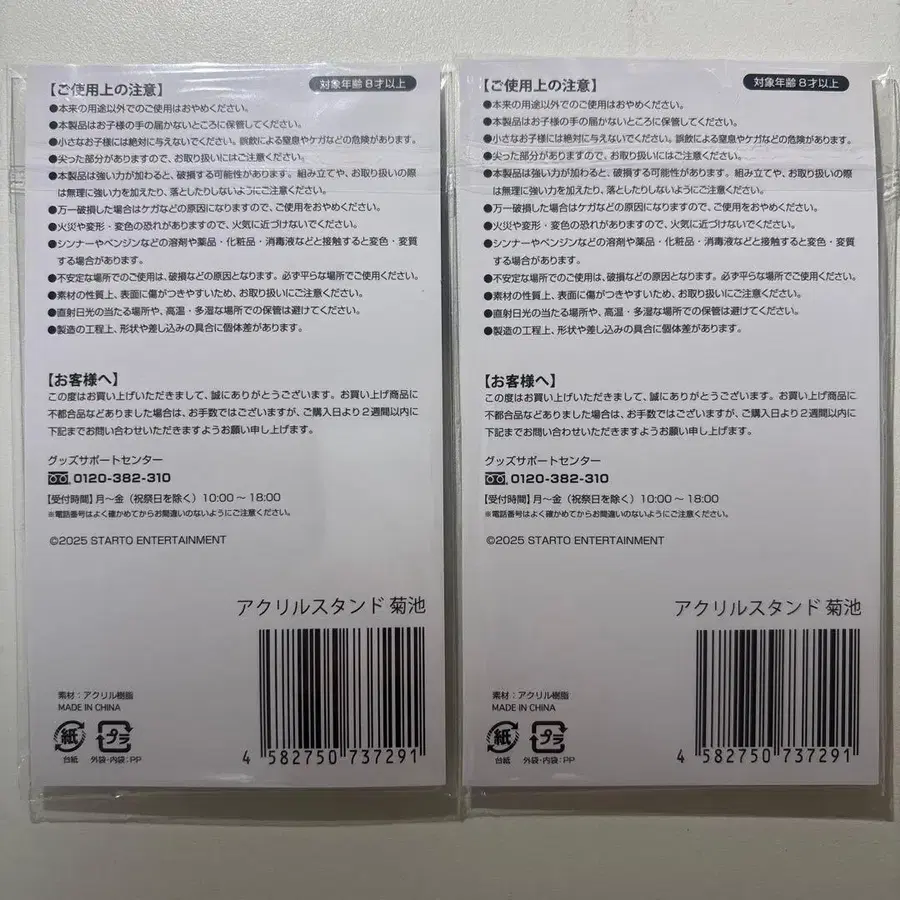 【ご使用上の注意】
対象年齢 8才以上
●本来の用途以外でのご使用はおやめください。
●本製品はお子様の手の届かないところに保管してください。
●小さなお子様には絶対に与えないでください。誤飲による窒息やケガなどの危険があります。
●尖った部分がありますので、お取り扱いにはご注意ください。
●本製品は強い力が加わると、破損する可能性があります。組み立てや、お取り扱いの際
は無理に強い力を加えたり、落としたりしないようにご注意ください。
●万一破損した場合はケガなどの原因になりますので、ご使用をおやめください。
●火災や変形・変色の恐れがありますので、火気に近づけないでください。
●シンナーやベンジンなどの溶剤や薬品・化粧品・消毒液などと接触すると変色・変質
する場合があります。
●不安定な場所でのご使用は、破損などの原因となります。必ず平らな場所でご使用ください。
●素材の性質上、表面に傷がつきやすいため、お取り扱いにご注意ください。
●直射日光の当たる場所や、高温・多湿な場所での保管は避けてください。
●製造の工程上、形状や差し込みの具合に個体差があります。
【お客様へ】
この度はお買い上げいただきまして、誠にありがとうございます。お買い上げ商品に
不都合品などありました場合は、お手数ではございますが、ご購入日より2週間以内に
下記までお問い合わせいただきますようお願い申し上げます。
グッズサポートセンター
0120-382-310
【受付時間】月～金（祝祭日を除く）10:00～18:00
※電話番号はよく確かめてからお間違いのないようにご注意ください。
©2025 STARTO ENTERTAINMENT
アクリルスタンド 菊池
素材：アクリル樹脂
MADE IN CHINA
紙
プラ
台紙
外袋・内袋：PP
4 582750 737291
【ご使用上の注意】
対象年齢 8才以上
●本来の用途以外でのご使用はおやめください。
●本製品はお子様の手の届かないところに保管してください。
●小さなお子様には絶対に与えないでください。誤飲による窒息やケガなどの危険があります。
●尖った部分がありますので、お取り扱いにはご注意ください。
●本製品は強い力が加わると、破損する可能性があります。組み立てや、お取り扱いの際
は無理に強い力を加えたり、落としたりしないようにご注意ください。
●万一破損した場合はケガなどの原因になりますので、ご使用をおやめください。
●火災や変形・変色の恐れがありますので、火気に近づけないでください。
●シンナーやベンジンなどの溶剤や薬品・化粧品・消毒液などと接触すると変色・変質
する場合があります。
●不安定な場所でのご使用は、破損などの原因となります。必ず平らな場所でご使用ください。
●素材の性質上、表面に傷がつきやすいため、お取り扱いにご注意ください。
●直射日光の当たる場所や、高温・多湿な場所での保管は避けてください。
●製造の工程上、形状や差し込みの具合に個体差があります。
【お客様へ】
この度はお買い上げいただきまして、誠にありがとうございます。お買い上げ商品に
不都合品などありました場合は、お手数ではございますが、ご購入日より2週間以内に
下記までお問い合わせいただきますようお願い申し上げます。
グッズサポートセンター
0120-382-310
【受付時間】月～金（祝祭日を除く）10:00～18:00
※電話番号はよく確かめてからお間違いのないようにご注意ください。
©2025 STARTO ENTERTAINMENT
アクリルスタンド 菊池
素材：アクリル樹脂
MADE IN CHINA
紙
プラ
台紙
外袋・内袋：PP
4 582750 737291